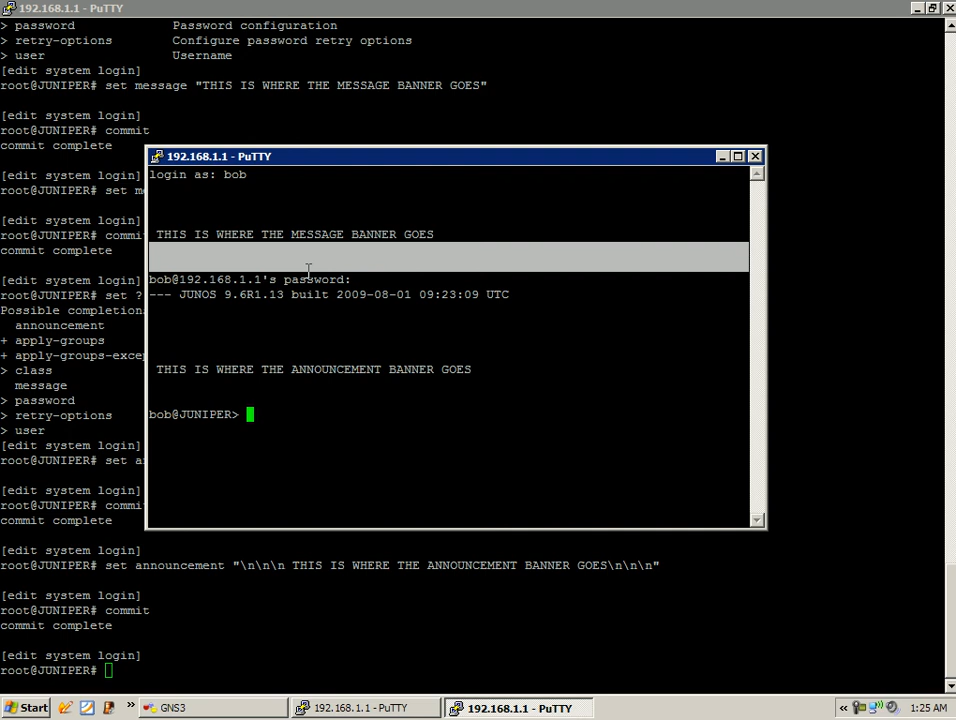 192.168.1.1 - PuTTY
> password Password configuration
> retry-options Configure password retry options
> user Username
[edit system login]
root@JUNIPER# set message "THIS IS WHERE THE MESSAGE BANNER GOES"
[edit system login]
root@JUNIPER# commit
commit complete
[edit system login]
root@JUNIPER# set m
[edit system login]
root@JUNIPER# commi
commit complete
[edit system login]
root@JUNIPER# set ?
Possible completion
announcement
+ apply-groups
+ apply-groups-exce
> class
message
> password
> retry-options
> user
[edit system login]
root@JUNIPER# set a
[edit system login]
root@JUNIPER# commi
commit complete
[edit system login]
root@JUNIPER# set announcement "\n\n\n THIS IS WHERE THE ANNOUNCEMENT BANNER GOES\n\n\n"
[edit system login]
root@JUNIPER# commit
commit complete
[edit system login]
root@JUNIPER#
192.168.1.1 - PuTTY
login as: bob
THIS IS WHERE THE MESSAGE BANNER GOES
bob@192.168.1.1's password:
--- JUNOS 9.6R1.13 built 2009-08-01 09:23:09 UTC
THIS IS WHERE THE ANNOUNCEMENT BANNER GOES
bob@JUNIPER>
Start » GNS3 192.168.1.1 - PuTTY 192.168.1.1 - PuTTY « 1:25 AM